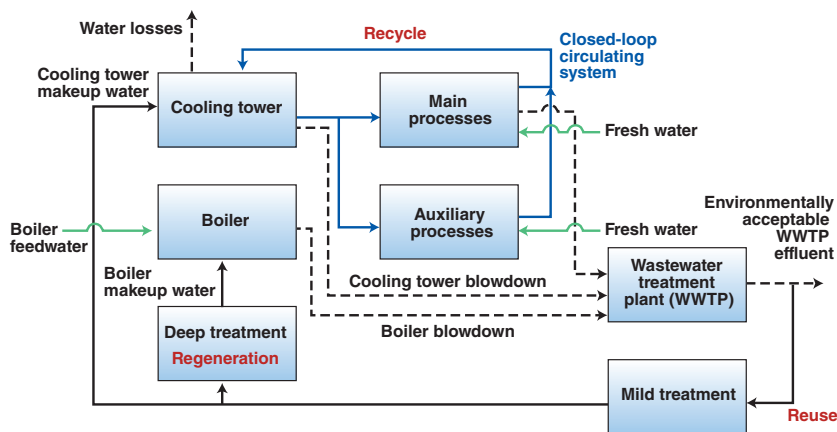 Water losses
Recycle
Closed-loop
circulating
system
Cooling tower
makeup water
Cooling tower
Main
processes
Fresh water
Boiler
feedwater
Boiler
Auxiliary
processes
Fresh water
Environmentally
acceptable
WWTP
effluent
Boiler
makeup water
Cooling tower blowdown
Wastewater
treatment
plant (WWTP)
Boiler blowdown
Deep treatment
Regeneration
Mild treatment
Reuse